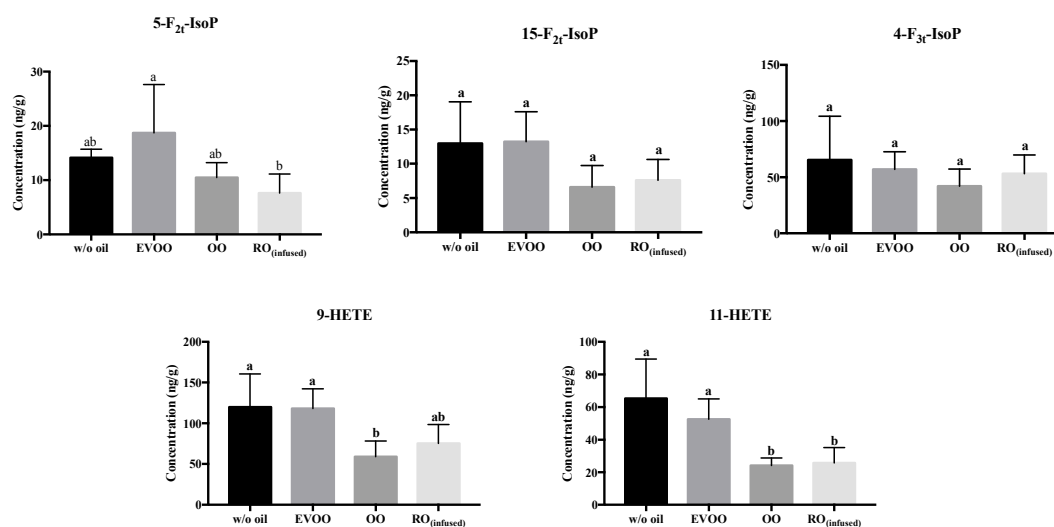 5-F2t-IsoP
15-F2t-IsoP
4-F3t-IsoP
Concentration (ng/g)
30
20
10
0
ab
a
ab
b
w/o oil EVOO OO RO(infused)
Concentration (ng/g)
25
20
15
10
5
0
a
a
a
a
w/o oil EVOO OO RO(infused)
Concentration (ng/g)
150
100
50
0
a
a
a
a
w/o oil EVOO OO RO(infused)
9-HETE
11-HETE
Concentration (ng/g)
200
150
100
50
0
a
a
b
ab
w/o oil EVOO OO RO(infused)
Concentration (ng/g)
100
80
60
40
20
0
a
a
b
b
w/o oil EVOO OO RO(infused)